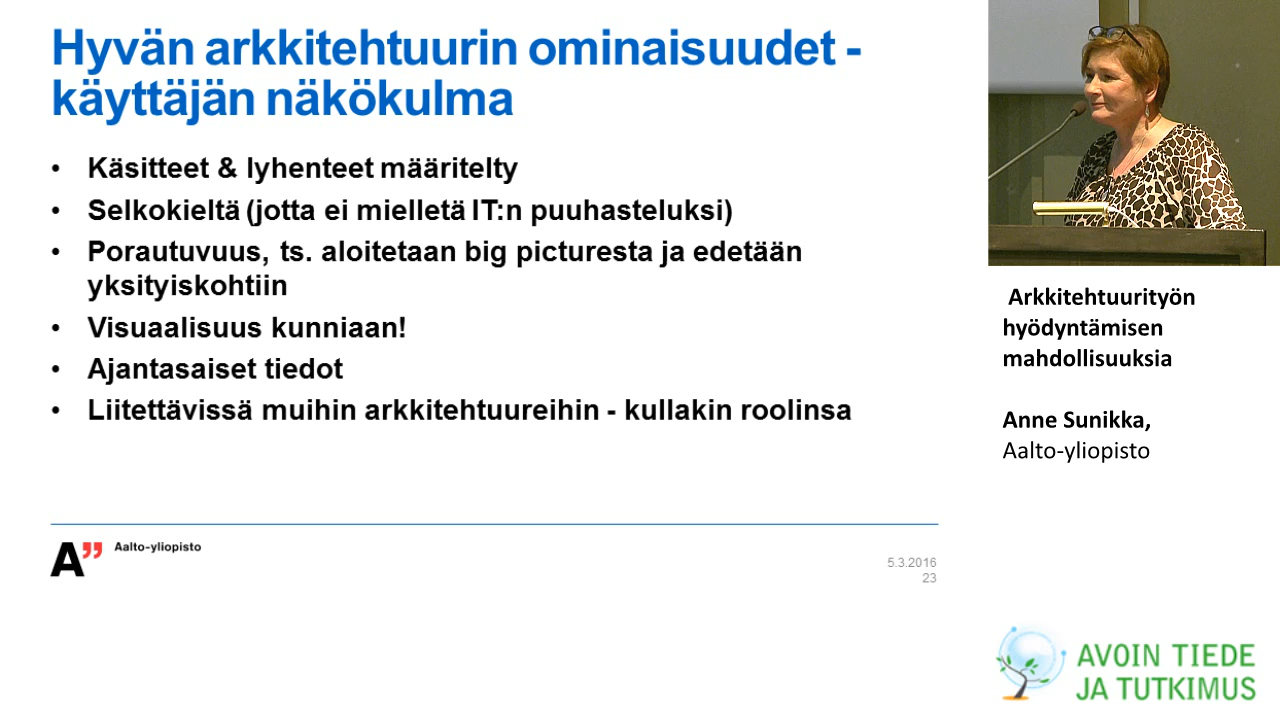 Hyvän arkkitehtuurin ominaisuudet -
käyttäjän näkökulma
• Käsitteet & lyhenteet määritelty
• Selkokieltä (jotta ei mielletä IT:n puuhasteluksi)
• Porautuvuus, ts. aloitetaan big picturesta ja edetään
yksityiskohtiin
• Visuaalisuus kunniaan!
• Ajantasaiset tiedot
• Liitettävissä muihin arkkitehtuureihin - kullakin roolinsa
A”
Aalto-yliopisto
5.3.2016
23
Arkkitehtuurityön
hyödyntämisen
mahdollisuuksia
Anne Sunikka,
Aalto-yliopisto
AVOIN TIEDE
JA TUTKIMUS